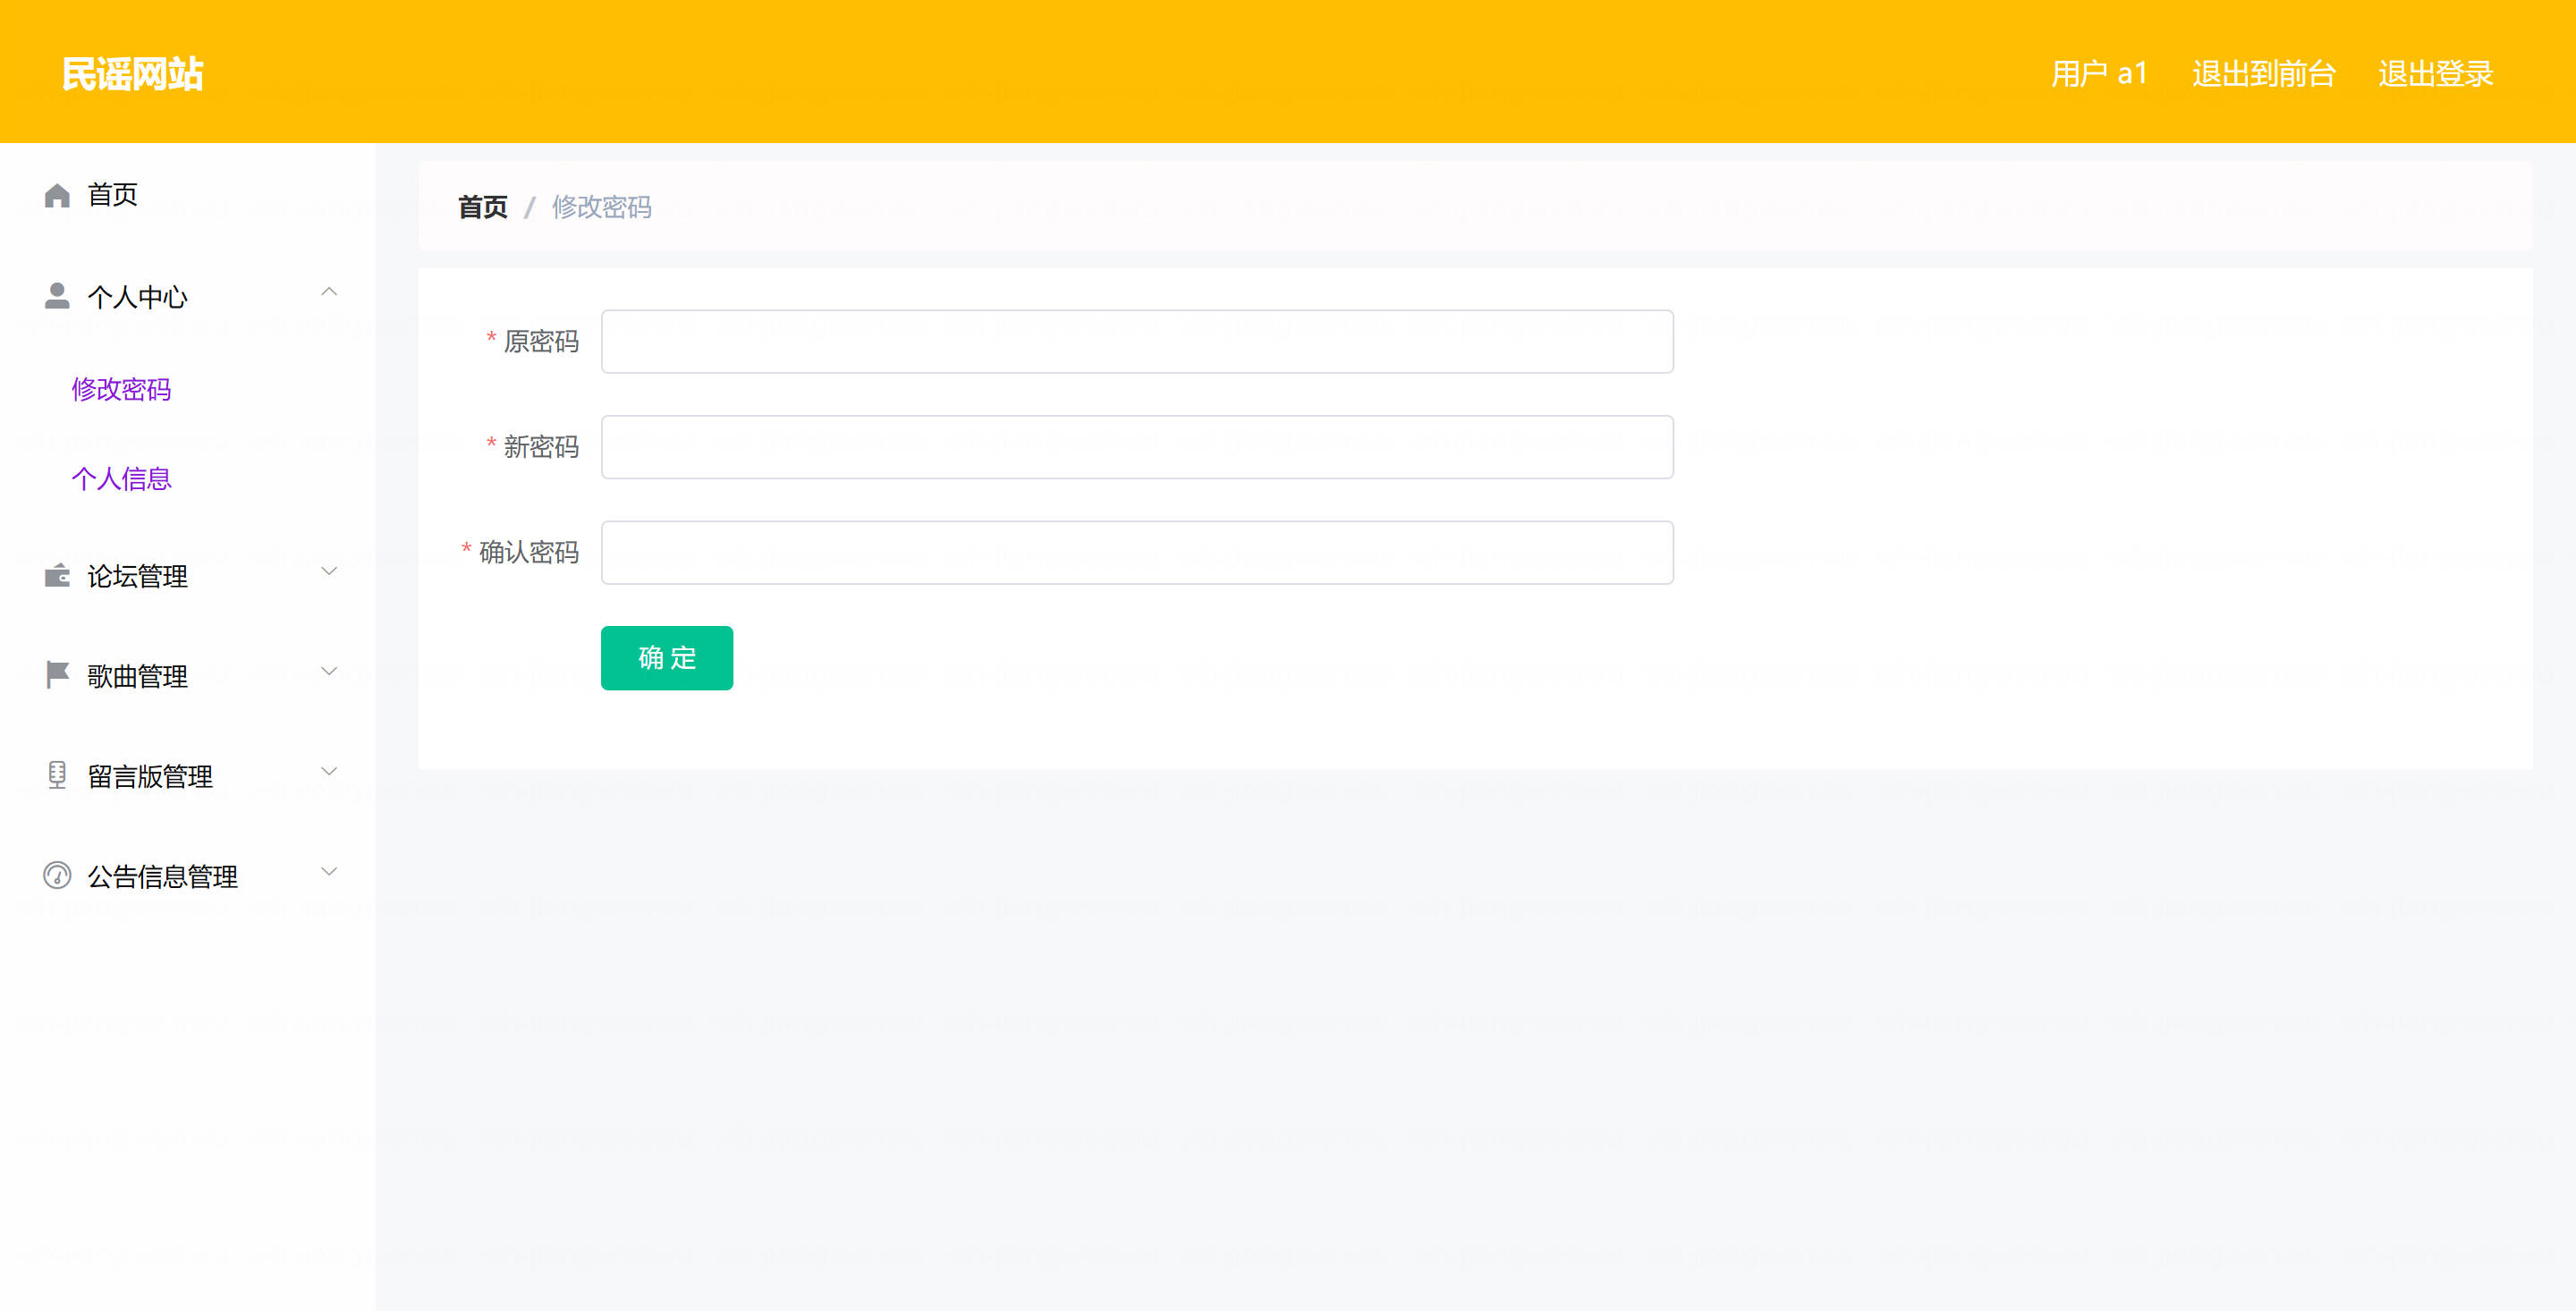 民谣网站
用户 a1 退出到前台 退出登录
首页
个人中心
修改密码
个人信息
论坛管理
歌曲管理
留言版管理
公告信息管理
首页 / 修改密码
* 原密码
* 新密码
* 确认密码
确 定